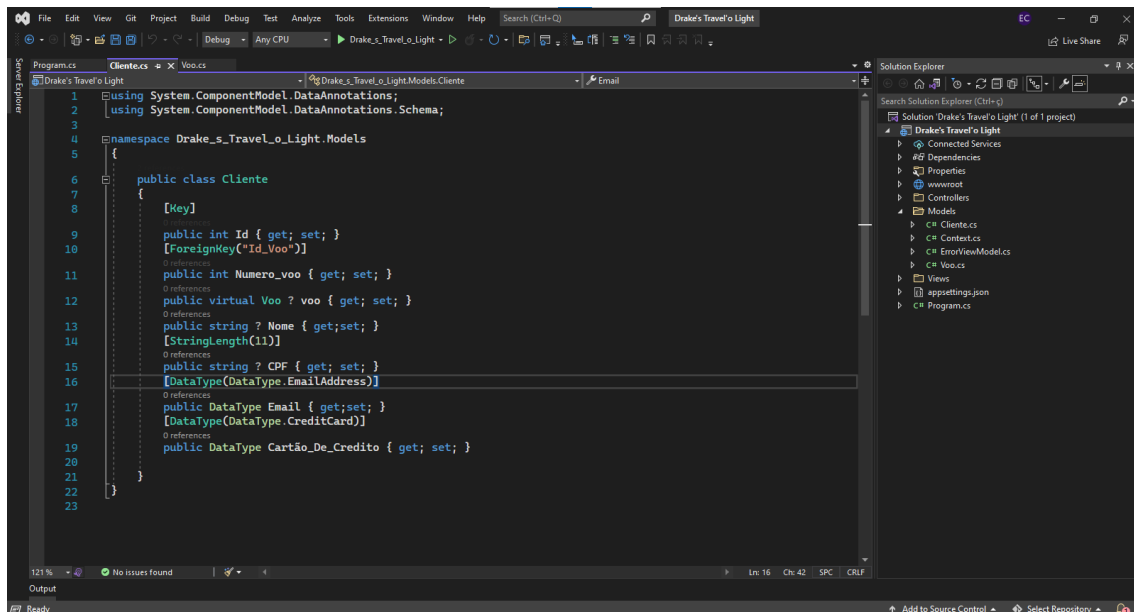 File Edit View Git Project Build Debug Test Analyze Tools Extensions Window Help Search (Ctrl+Q) Drake's Travel'o Light EC
Debug Any CPU Drake_s_Travel_o_Light Live Share
Server Explorer
Program.cs Cliente.cs Voo.cs
Drake's Travel'o Light Drake_s_Travel_o_Light.Models.Cliente Email
1 using System.ComponentModel.DataAnnotations;
2 using System.ComponentModel.DataAnnotations.Schema;
3
4 namespace Drake_s_Travel_o_Light.Models
5 {
6 public class Cliente
7 {
8 [Key]
0 references
9 public int Id { get; set; }
10 [ForeignKey("Id_Voo")]
0 references
11 public int Numero_voo { get; set; }
0 references
12 public virtual Voo ? voo { get; set; }
0 references
13 public string ? Nome { get;set; }
14 [StringLength(11)]
0 references
15 public string ? CPF { get; set; }
16 [DataType(DataType.EmailAddress)]
0 references
17 public DataType Email { get;set; }
18 [DataType(DataType.CreditCard)]
0 references
19 public DataType Cartão_De_Credito { get; set; }
20
21 }
22 }
23
121 % No issues found Ln: 16 Ch: 42 SPC CRLF
Output
Ready Add to Source Control Select Repository
Solution Explorer
Search Solution Explorer (Ctrl+ç)
Solution 'Drake's Travel'o Light' (1 of 1 project)
Drake's Travel'o Light
Connected Services
Dependencies
Properties
wwwroot
Controllers
Models
C# Cliente.cs
C# Context.cs
C# ErrorViewModel.cs
C# Voo.cs
Views
appsettings.json
C# Program.cs